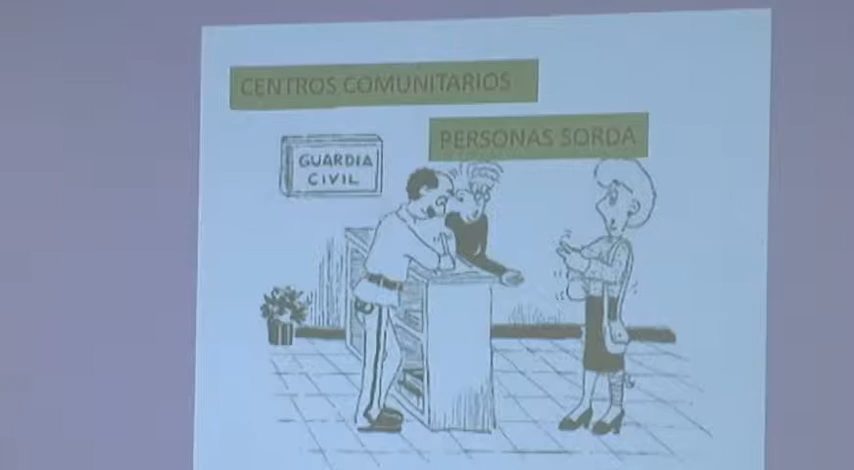 CENTROS COMUNITARIOS
PERSONAS SORDA
GUARDIA
CIVIL